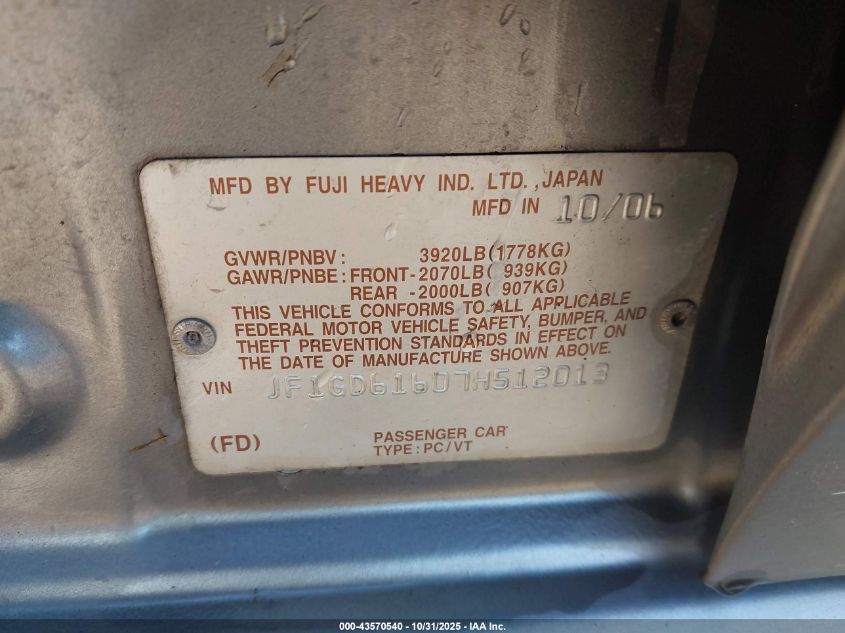 MFD BY FUJI HEAVY IND. LTD., JAPAN
MFD IN 10/06
GVWR/PNBV: 3920LB(1778KG)
GAWR/PNBE: FRONT-2070LB( 939KG)
REAR -2000LB( 907KG)
THIS VEHICLE CONFORMS TO ALL APPLICABLE
FEDERAL MOTOR VEHICLE SAFETY, BUMPER, AND
THEFT PREVENTION STANDARDS IN EFFECT ON
THE DATE OF MANUFACTURE SHOWN ABOVE.
VIN JF1GD61607H512013
(FD) PASSENGER CAR
TYPE: PC/VT
000-43570540 - 10/31/2025 - IAA Inc.